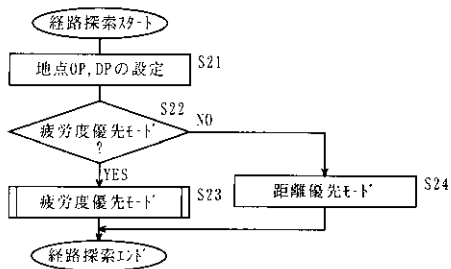 経路探索ｽﾀｰﾄ
地点OP,DPの設定
S21
S22
疲労度優先ﾓｰﾄﾞ
?
NO
YES
疲労度優先ﾓｰﾄﾞ
S23
距離優先ﾓｰﾄﾞ
S24
経路探索ｴﾝﾄﾞ